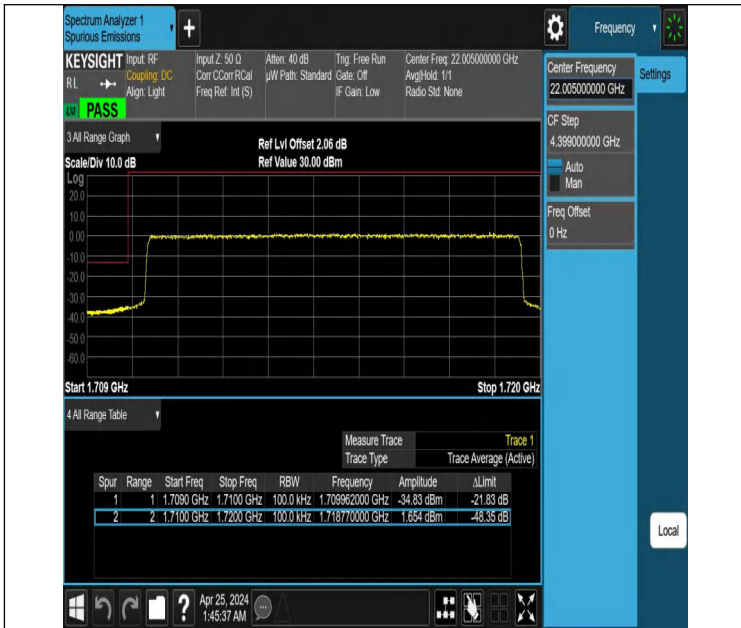 Spectrum Analyzer 1
Spurious Emissions
Frequency
KEYSIGHT
RL
PASS
Input: RF
Coupling: DC
Align: Light
Input Z: 50 Ω
Corr CCorr RCal
Freq Ref: Int (S)
Atten: 40 dB
µW Path: Standard
Trig: Free Run
Gate: Off
IF Gain: Low
Center Freq: 22.005000000 GHz
Avg|Hold: 1/1
Radio Std: None
Center Frequency
22.005000000 GHz
Settings
CF Step
4.399000000 GHz
Auto
Man
Freq Offset
0 Hz
3 All Range Graph
Ref Lvl Offset 2.06 dB
Scale/Div 10.0 dB
Ref Value 30.00 dBm
Log
20.0
10.0
0.00
-10.0
-20.0
-30.0
-40.0
-50.0
-60.0
Start 1.709 GHz
Stop 1.720 GHz
4 All Range Table
Measure Trace Trace 1
Trace Type Trace Average (Active)
Spur Range Start Freq Stop Freq RBW Frequency Amplitude ΔLimit
1 1 1.7090 GHz 1.7100 GHz 100.0 kHz 1.709962000 GHz -34.83 dBm -21.83 dB
2 2 1.7100 GHz 1.7200 GHz 100.0 kHz 1.718770000 GHz 1.654 dBm -48.35 dB
Local
Apr 25, 2024
1:45:37 AM